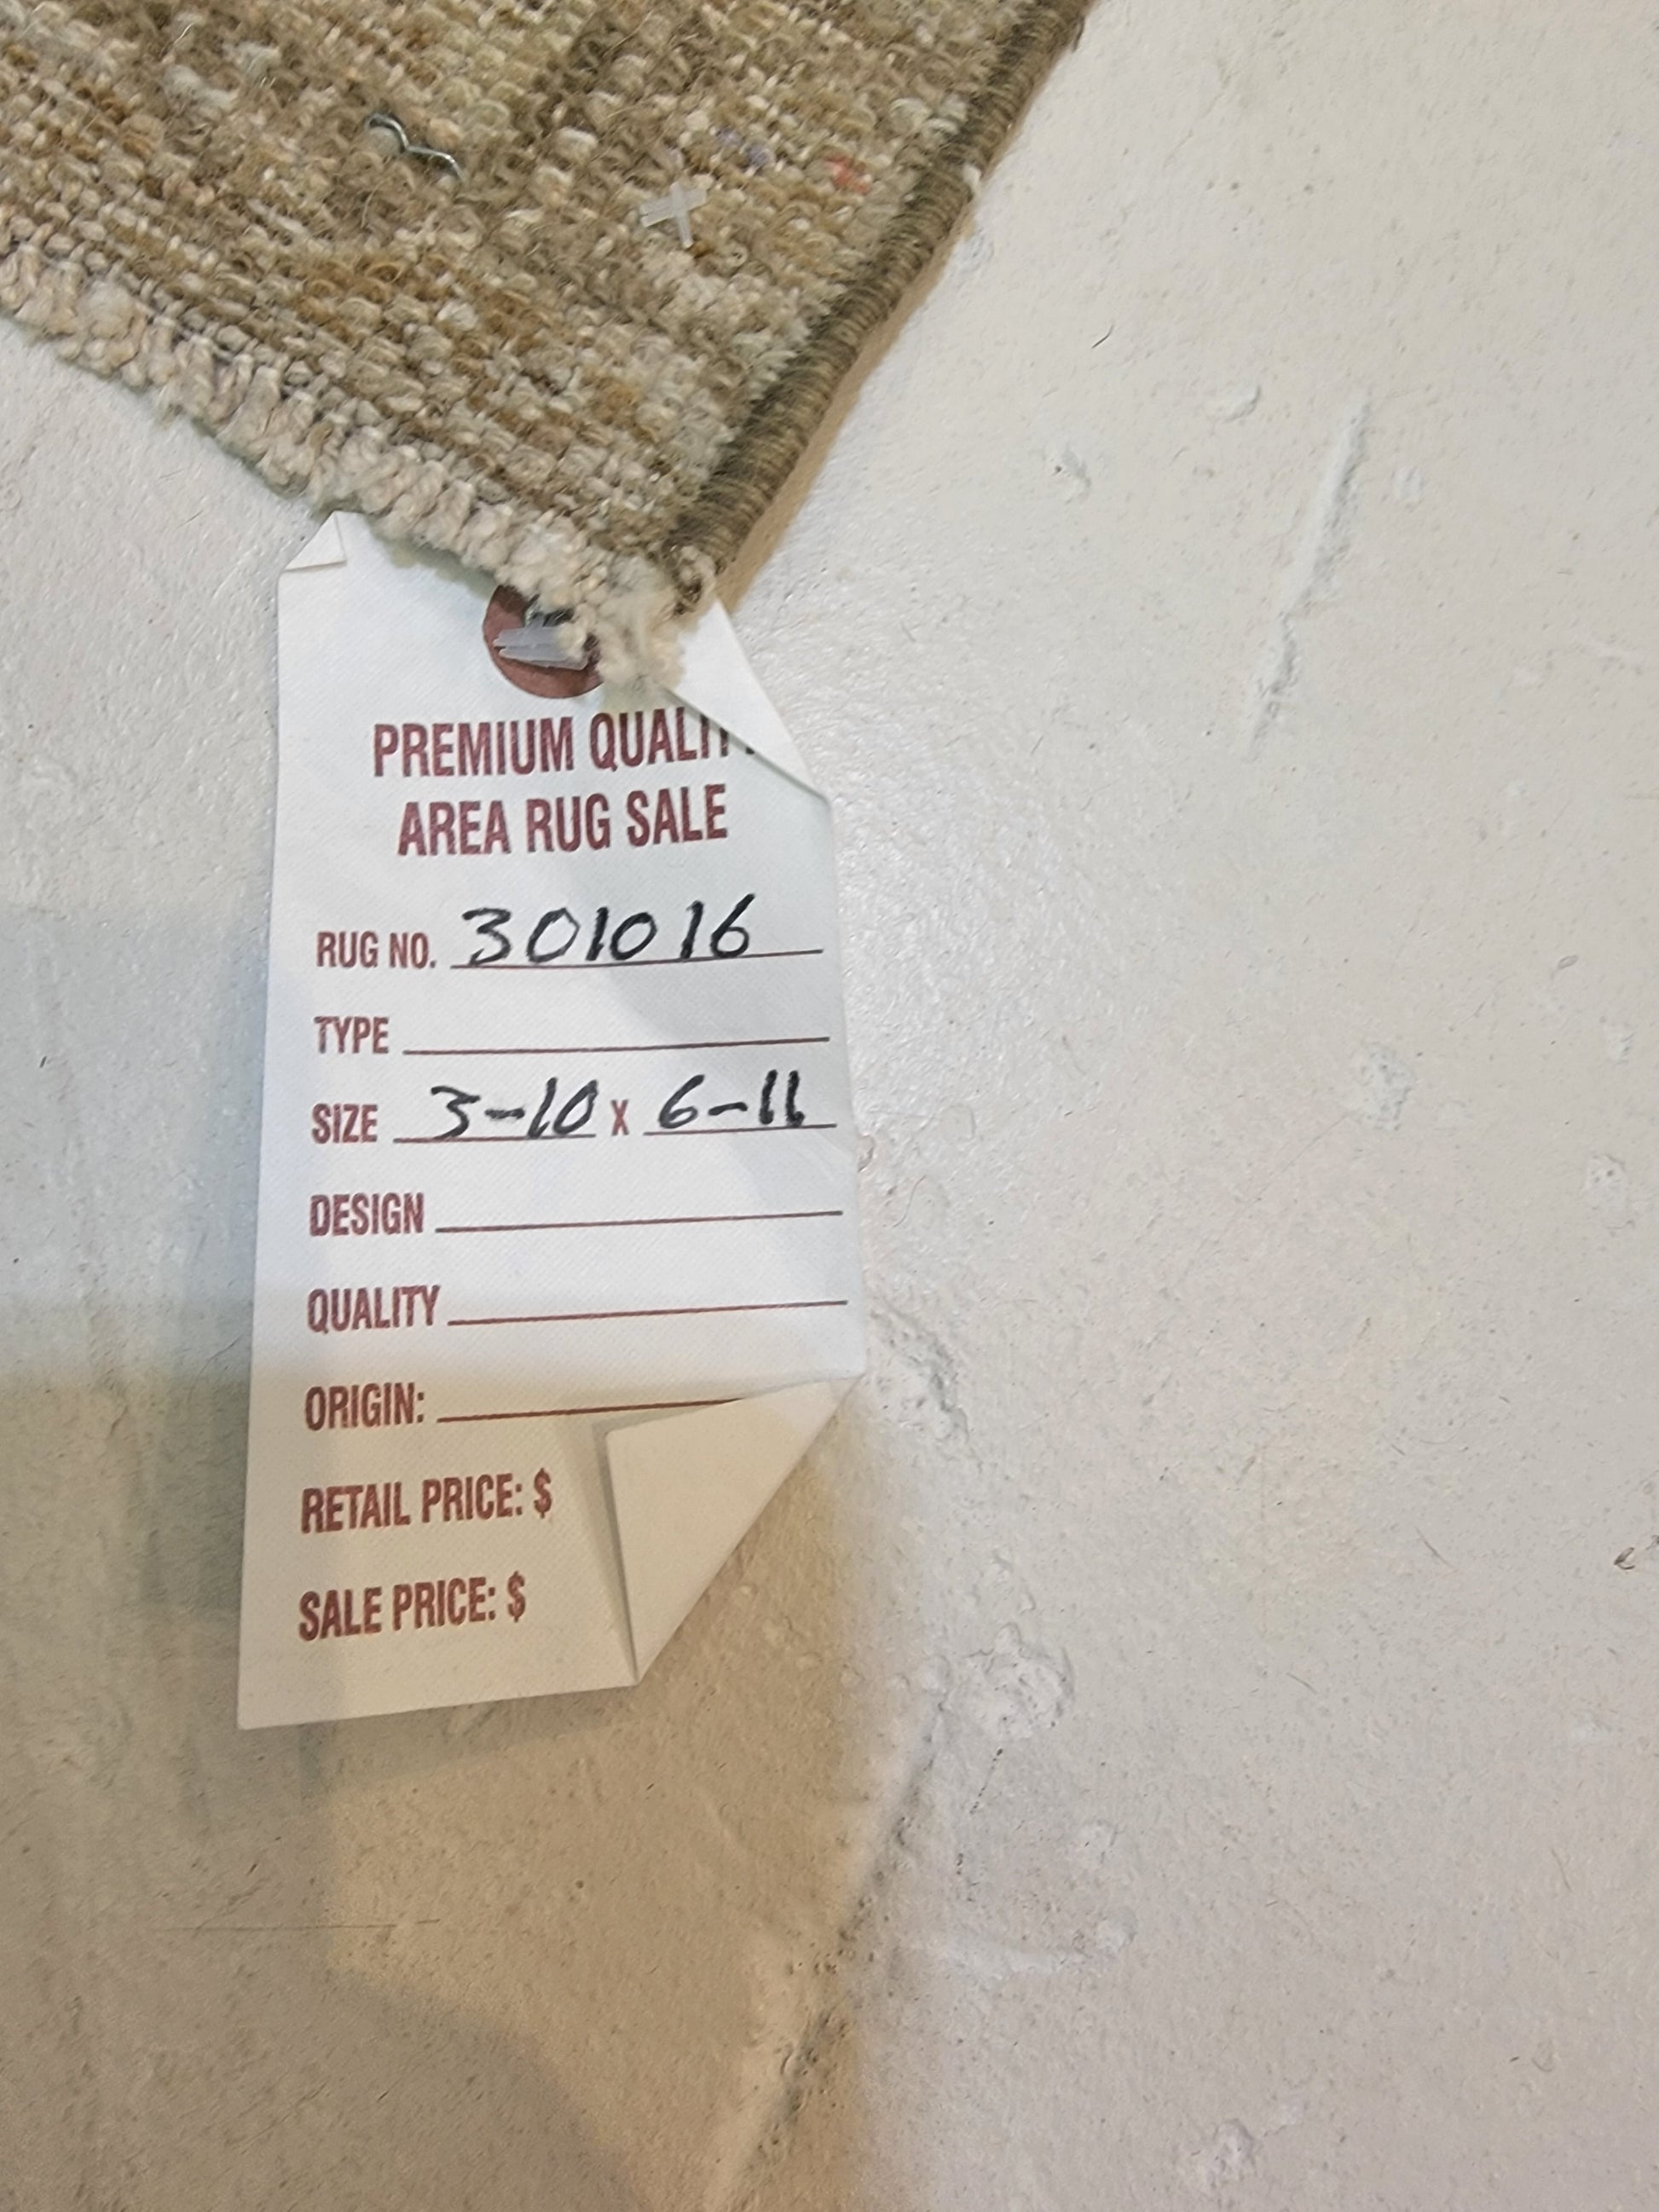 PREMIUM QUALITY
AREA RUG SALE
RUG NO. 301016
TYPE
SIZE 3-10 X 6-11
DESIGN
QUALITY
ORIGIN:
RETAIL PRICE: $
SALE PRICE: $